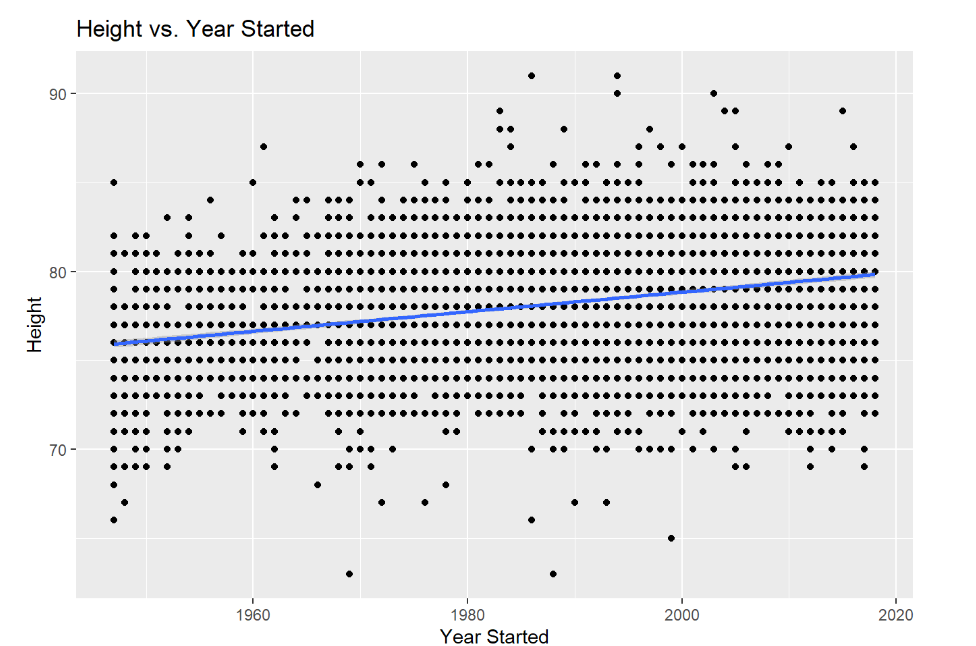 Height vs. Year Started
90
80
70
Height
1960 1980 2000 2020
Year Started